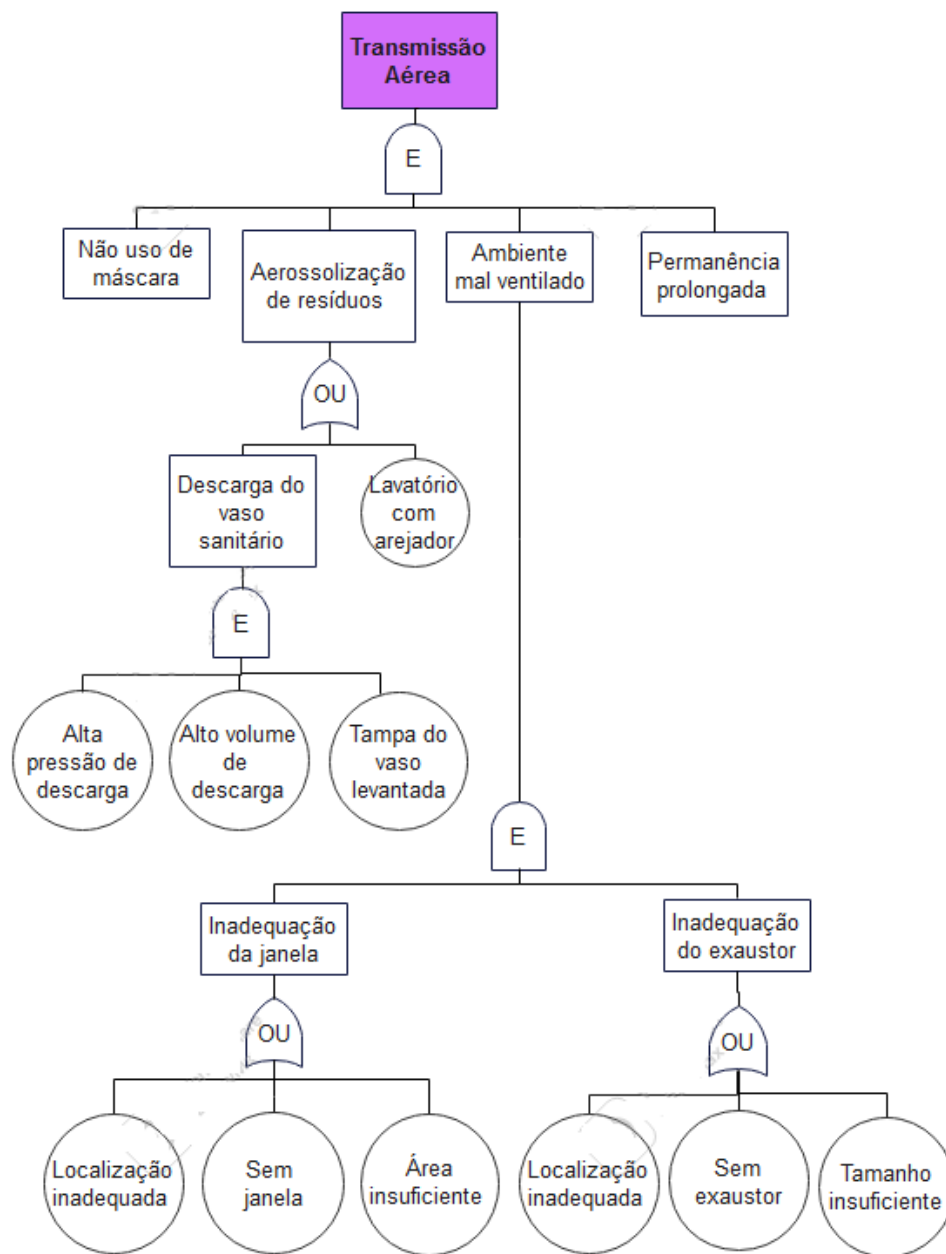 Transmissão
Aérea
E
Não uso de
máscara
Aerossolização
de resíduos
Ambiente
mal ventilado
Permanência
prolongada
OU
Descarga do
vaso
sanitário
Lavatório
com
arejador
E
Alta
pressão de
descarga
Alto volume
de
descarga
Tampa do
vaso
levantada
E
Inadequação
da janela
Inadequação
do exaustor
OU
OU
Localização
inadequada
Sem
janela
Área
insuficiente
Localização
inadequada
Sem
exaustor
Tamanho
insuficiente